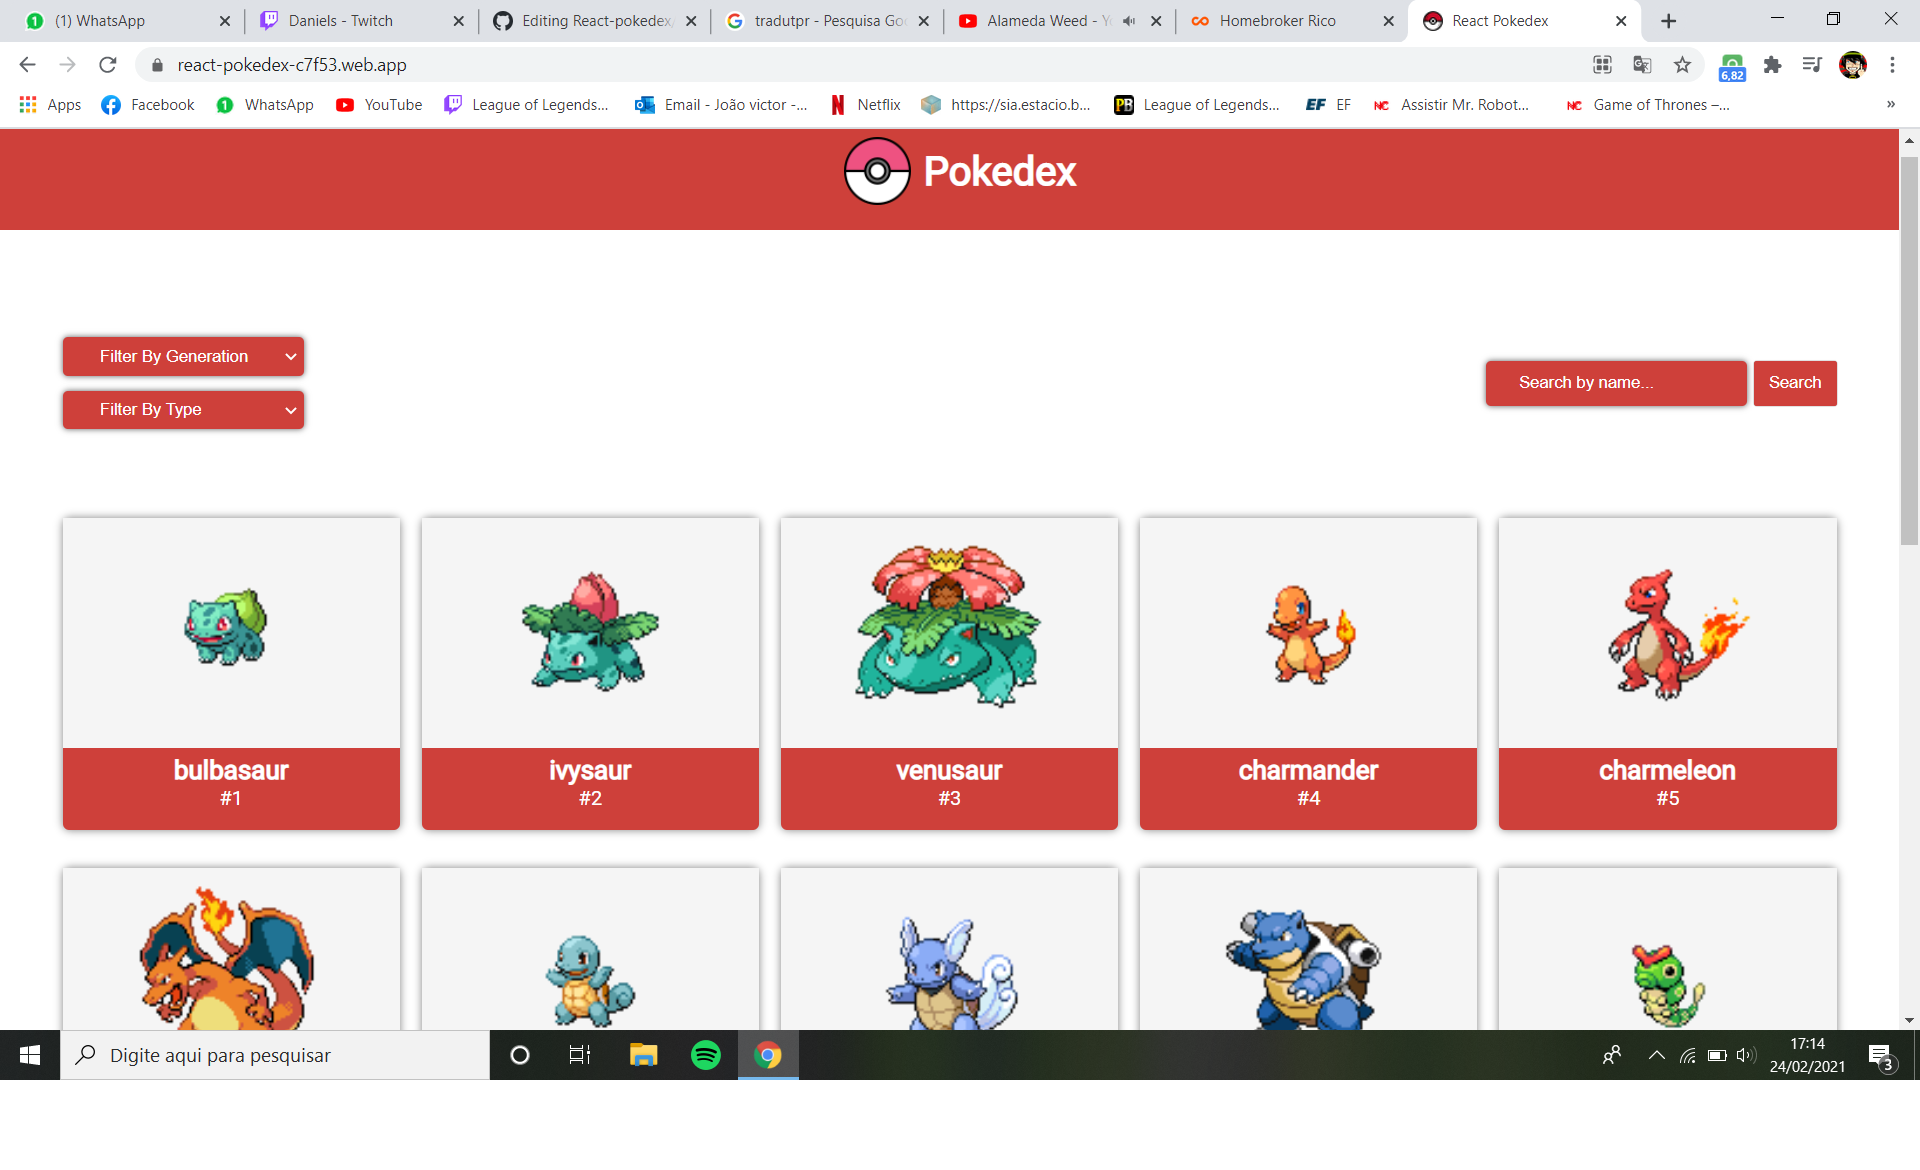 (1) WhatsApp
Daniels - Twitch
Editing React-pokedex
tradutpr - Pesquisa Go
Alameda Weed - Y
Homebroker Rico
React Pokedex
react-pokedex-c7f53.web.app
6,82
Apps
Facebook
WhatsApp
YouTube
League of Legends...
Email - João victor -...
Netflix
https://sia.estacio.b...
League of Legends...
EF
Assistir Mr. Robot...
Game of Thrones –...
Pokedex
Filter By Generation
Filter By Type
Search by name...
Search
bulbasaur
#1
ivysaur
#2
venusaur
#3
charmander
#4
charmeleon
#5
Digite aqui para pesquisar
17:14
24/02/2021
3